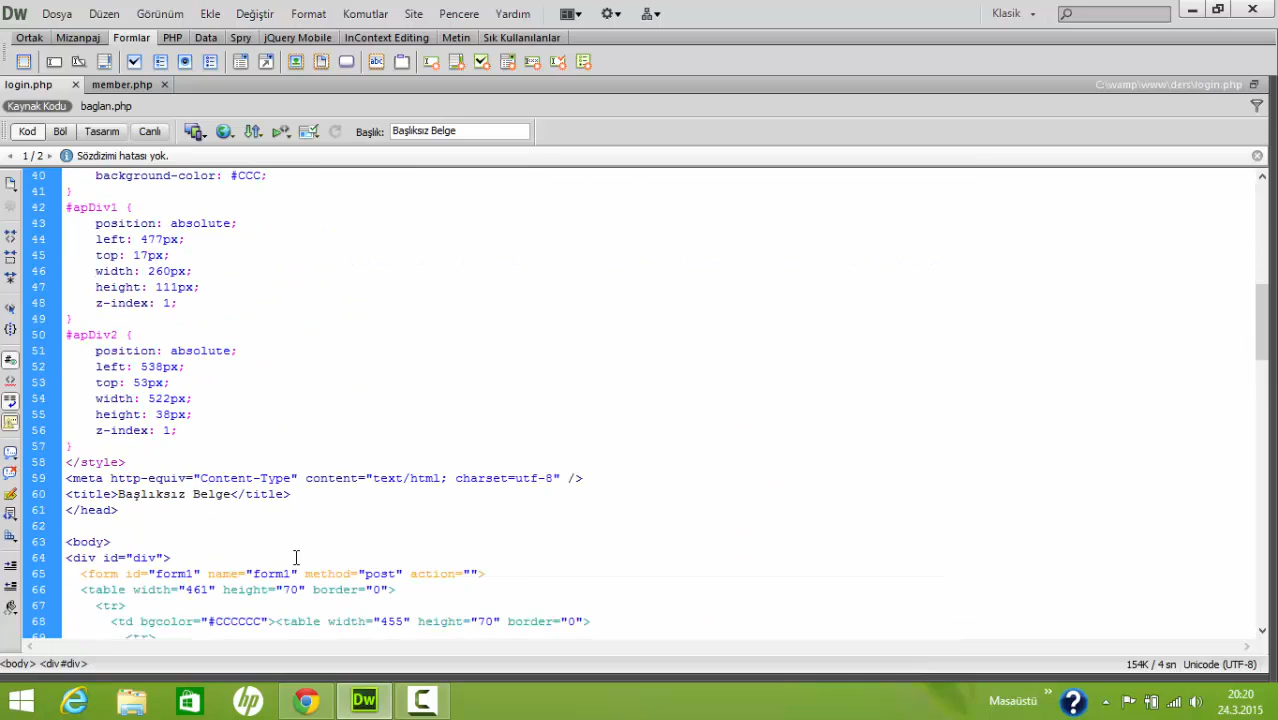 DW Dosya Düzen Görünüm Ekle Değiştir Format Komutlar Site Pencere Yardım Klasik
Ortak Mizanpaj Formlar PHP Data Spry jQuery Mobile InContext Editing Metin Sık Kullanılanlar
abc
login.php member.php C:\wamp\www\ders\login.php
Kaynak Kodu baglan.php
Kod Böl Tasarım Canlı Başlık: Başlıksız Belge
1 / 2 Sözdizimi hatası yok.
40 background-color: #CCC;
41 }
42 #apDiv1 {
43 position: absolute;
44 left: 477px;
45 top: 17px;
46 width: 260px;
47 height: 111px;
48 z-index: 1;
49 }
50 #apDiv2 {
51 position: absolute;
52 left: 538px;
53 top: 53px;
54 width: 522px;
55 height: 38px;
56 z-index: 1;
57 }
58 </style>
59 <meta http-equiv="Content-Type" content="text/html; charset=utf-8" />
60 <title>Başlıksız Belge</title>
61 </head>
62
63 <body>
64 <div id="div">
65 <form id="form1" name="form1" method="post" action="">
66 <table width="461" height="70" border="0">
67 <tr>
68 <td bgcolor="#CCCCCC"><table width="455" height="70" border="0">
69 <tr>
<body> <div#div> 154K / 4 sn Unicode (UTF-8)
hp Dw C Masaüstü 20:20
24.3.2015